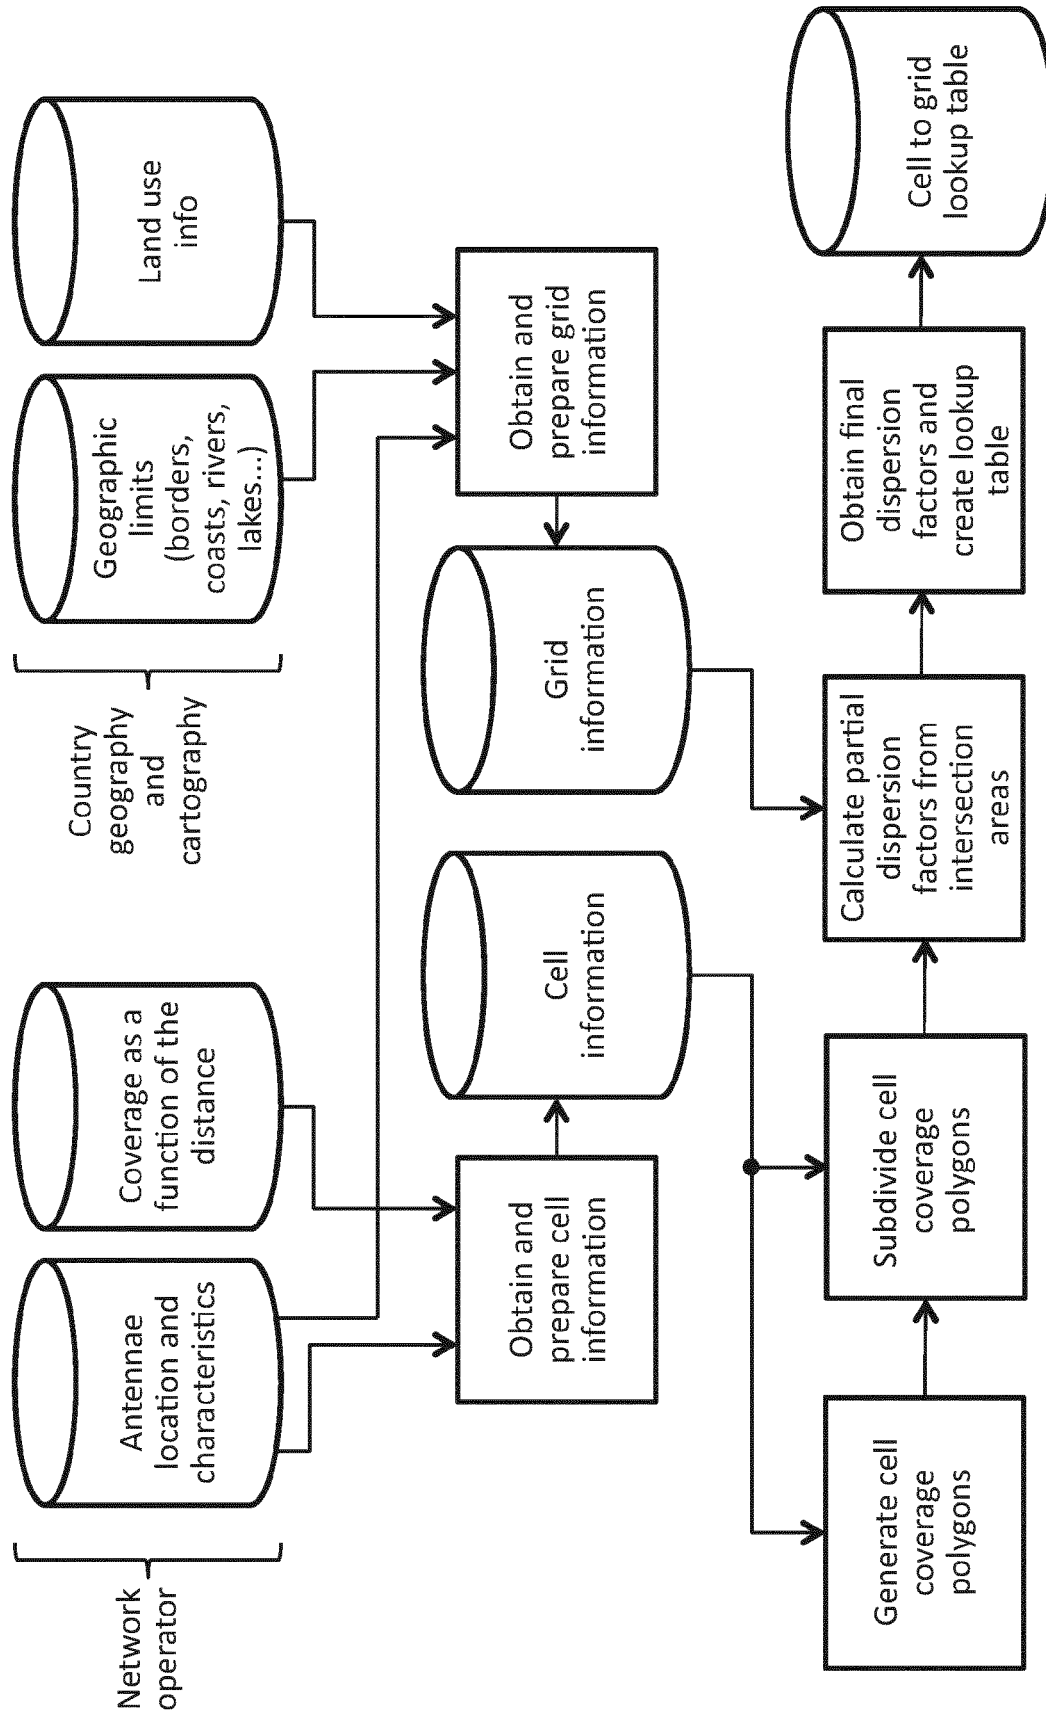 Network
operator
Antennae
location and
characteristics
Coverage as a
function of the
distance
Country
geography
and
cartography
Geographic
limits
(borders,
coasts, rivers,
lakes...)
Land use
info
Obtain and
prepare cell
information
Cell
information
Grid
information
Obtain and
prepare grid
information
Generate cell
coverage
polygons
Subdivide cell
coverage
polygons
Calculate partial
dispersion
factors from
intersection
areas
Obtain final
dispersion
factors and
create lookup
table
Cell to grid
lookup table